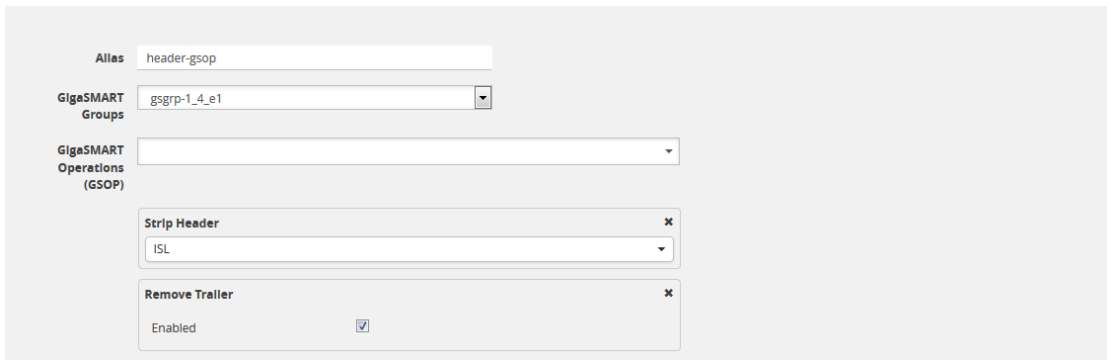 Alias header-gsop
GigaSMART gsgrp-1_4_e1
Groups
GigaSMART
Operations
(GSOP)
Strip Header
ISL
Remove Trailer
Enabled